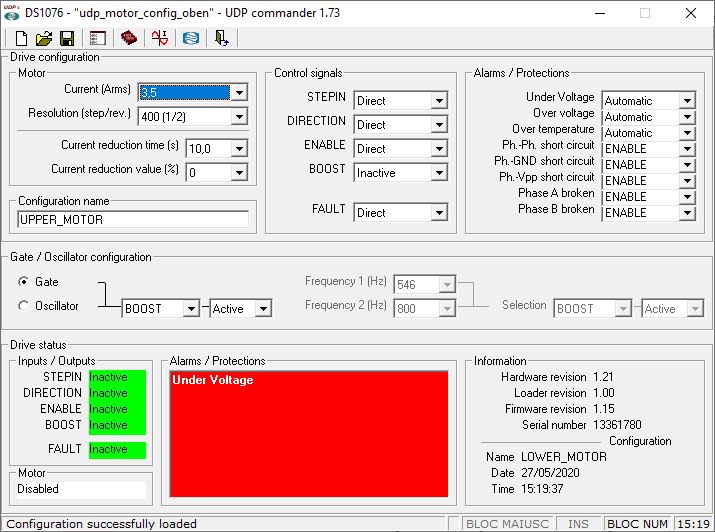 DS1076 - "udp_motor_config_oben" - UDP commander 1.73
Drive configuration
Motor
Current (Arms) 3,5
Resolution (step/rev.) 400 (1/2)
Current reduction time (s) 10,0
Current reduction value (%) 0
Configuration name
UPPER_MOTOR
Control signals
STEPIN Direct
DIRECTION Direct
ENABLE Direct
BOOST Inactive
FAULT Direct
Alarms / Protections
Under Voltage Automatic
Over voltage Automatic
Over temperature Automatic
Ph.-Ph. short circuit ENABLE
Ph.-GND short circuit ENABLE
Ph.-Vpp short circuit ENABLE
Phase A broken ENABLE
Phase B broken ENABLE
Gate / Oscillator configuration
Gate
Oscillator
BOOST Active
Frequency 1 (Hz) 546
Frequency 2 (Hz) 800
Selection BOOST Active
Drive status
Inputs / Outputs
STEPIN Inactive
DIRECTION Inactive
ENABLE Inactive
BOOST Inactive
FAULT Inactive
Motor
Disabled
Alarms / Protections
Under Voltage
Information
Hardware revision 1.21
Loader revision 1.00
Firmware revision 1.15
Serial number 13361780
Configuration
Name LOWER_MOTOR
Date 27/05/2020
Time 15:19:37
Configuration successfully loaded
BLOC MAIUSC INS BLOC NUM 15:19